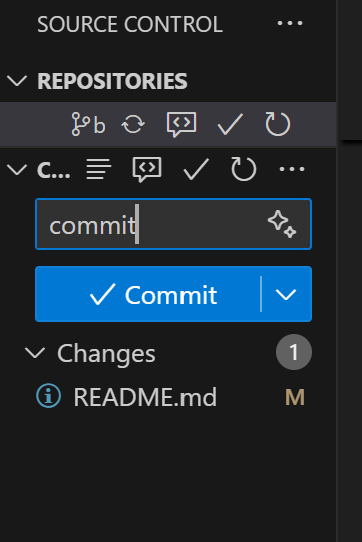 SOURCE CONTROL
REPOSITORIES
b
C...
commit
Commit
Changes 1
README.md M